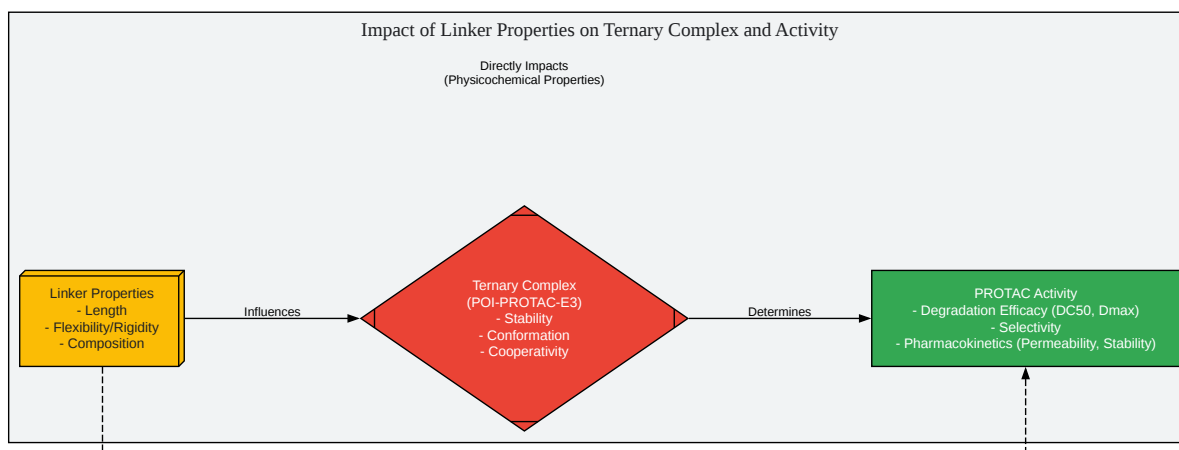 Impact of Linker Properties on Ternary Complex and Activity
Directly Impacts
(Physicochemical Properties)
Linker Properties
- Length
- Flexibility/Rigidity
- Composition
Influences
Ternary Complex
(POI-PROTAC-E3)
- Stability
- Conformation
- Cooperativity
Determines
PROTAC Activity
- Degradation Efficacy (DC50, Dmax)
- Selectivity
- Pharmacokinetics (Permeability, Stability)